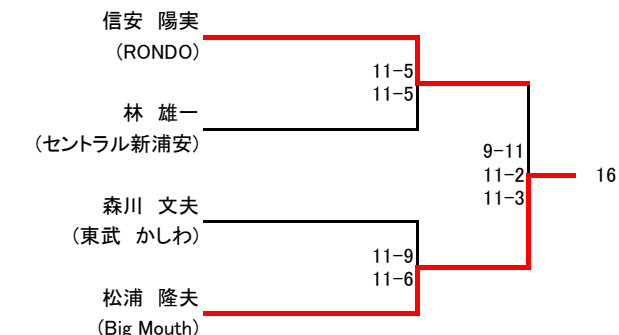 信安　陽実
(RONDO)
11-5
11-5
林　雄一
(セントラル新浦安)
9-11
11-2
11-3
16
森川　文夫
(東武　かしわ)
11-9
11-6
松浦　隆夫
(Big Mouth)